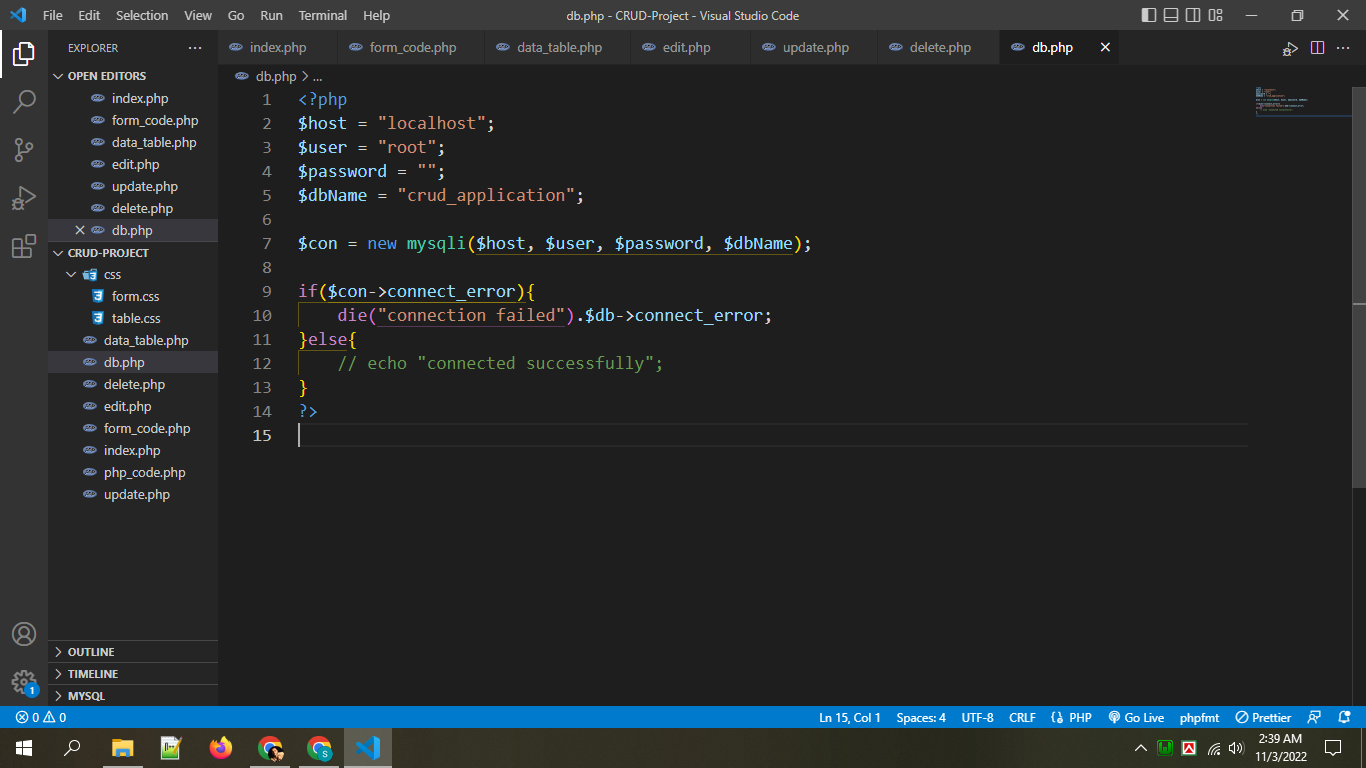 File Edit Selection View Go Run Terminal Help db.php - CRUD-Project - Visual Studio Code
EXPLORER ···
OPEN EDITORS
index.php
form_code.php
data_table.php
edit.php
update.php
delete.php
db.php
CRUD-PROJECT
css
form.css
table.css
data_table.php
db.php
delete.php
edit.php
form_code.php
index.php
php_code.php
update.php
OUTLINE
TIMELINE
MYSQL
index.php form_code.php data_table.php edit.php update.php delete.php db.php
db.php > ...
1 <?php
2 $host = "localhost";
3 $user = "root";
4 $password = "";
5 $dbName = "crud_application";
6
7 $con = new mysqli($host, $user, $password, $dbName);
8
9 if($con->connect_error){
10     die("connection failed").$db->connect_error;
11 }else{
12     // echo "connected successfully";
13 }
14 ?>
15
1
0 0 Ln 15, Col 1 Spaces: 4 UTF-8 CRLF PHP Go Live phpfmt Prettier
S
2:39 AM
11/3/2022